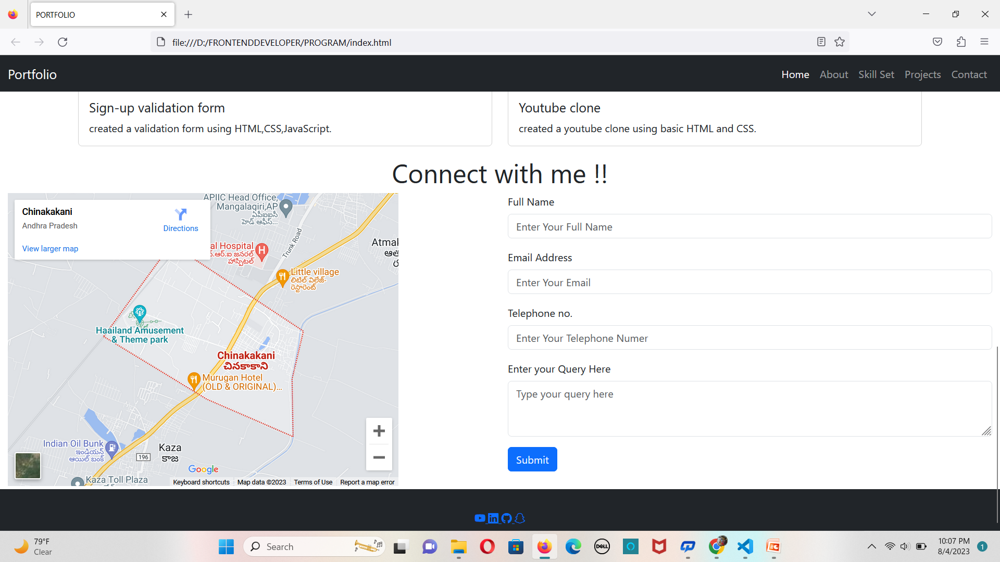 PORTFOLIO
file:///D:/FRONTENDDEVELOPER/PROGRAM/index.html
Portfolio
Home About Skill Set Projects Contact
Sign-up validation form
created a validation form using HTML,CSS,JavaScript.
Youtube clone
created a youtube clone using basic HTML and CSS.
Connect with me !!
Chinakakani
Andhra Pradesh
Directions
View larger map
APIIC Head Office,
Mangalagiri,AP
ఏపీఐఐసీ
హెడ్ ఆఫీస్...
Trunk Road
al Hospital
ఐ జనరల్
హాస్పిటల్
Little village
లిటిల్ విలేజ్-
రెస్టారెంట్
Haailand Amusement
& Theme park
Chinakakani
చినకాకాని
Murugan Hotel
(OLD & ORIGINAL)...
Indian Oil Bunk
ఇండియన్
ఆయిల్ బంక్
Kaza
కాజ
196
Kaza Toll Plaza
Google
Keyboard shortcuts Map data ©2023 Terms of Use Report a map error
Full Name
Enter Your Full Name
Email Address
Enter Your Email
Telephone no.
Enter Your Telephone Numer
Enter your Query Here
Type your query here
Submit
79°F
Clear
Search
DELL
10:07 PM
8/4/2023
1